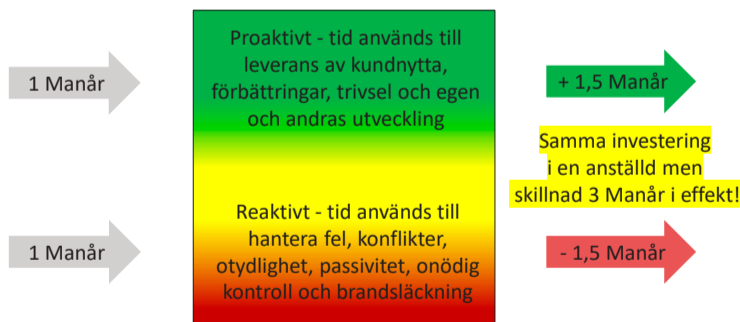 1 Manår
Proaktivt - tid används till
leverans av kundnytta,
förbättringar, trivsel och egen
och andras utveckling
+ 1,5 Manår
Samma investering
i en anställd men
skillnad 3 Manår i effekt!
1 Manår
Reaktivt - tid används till
hantera fel, konflikter,
otydlighet, passivitet, onödig
kontroll och brandsläckning
- 1,5 Manår